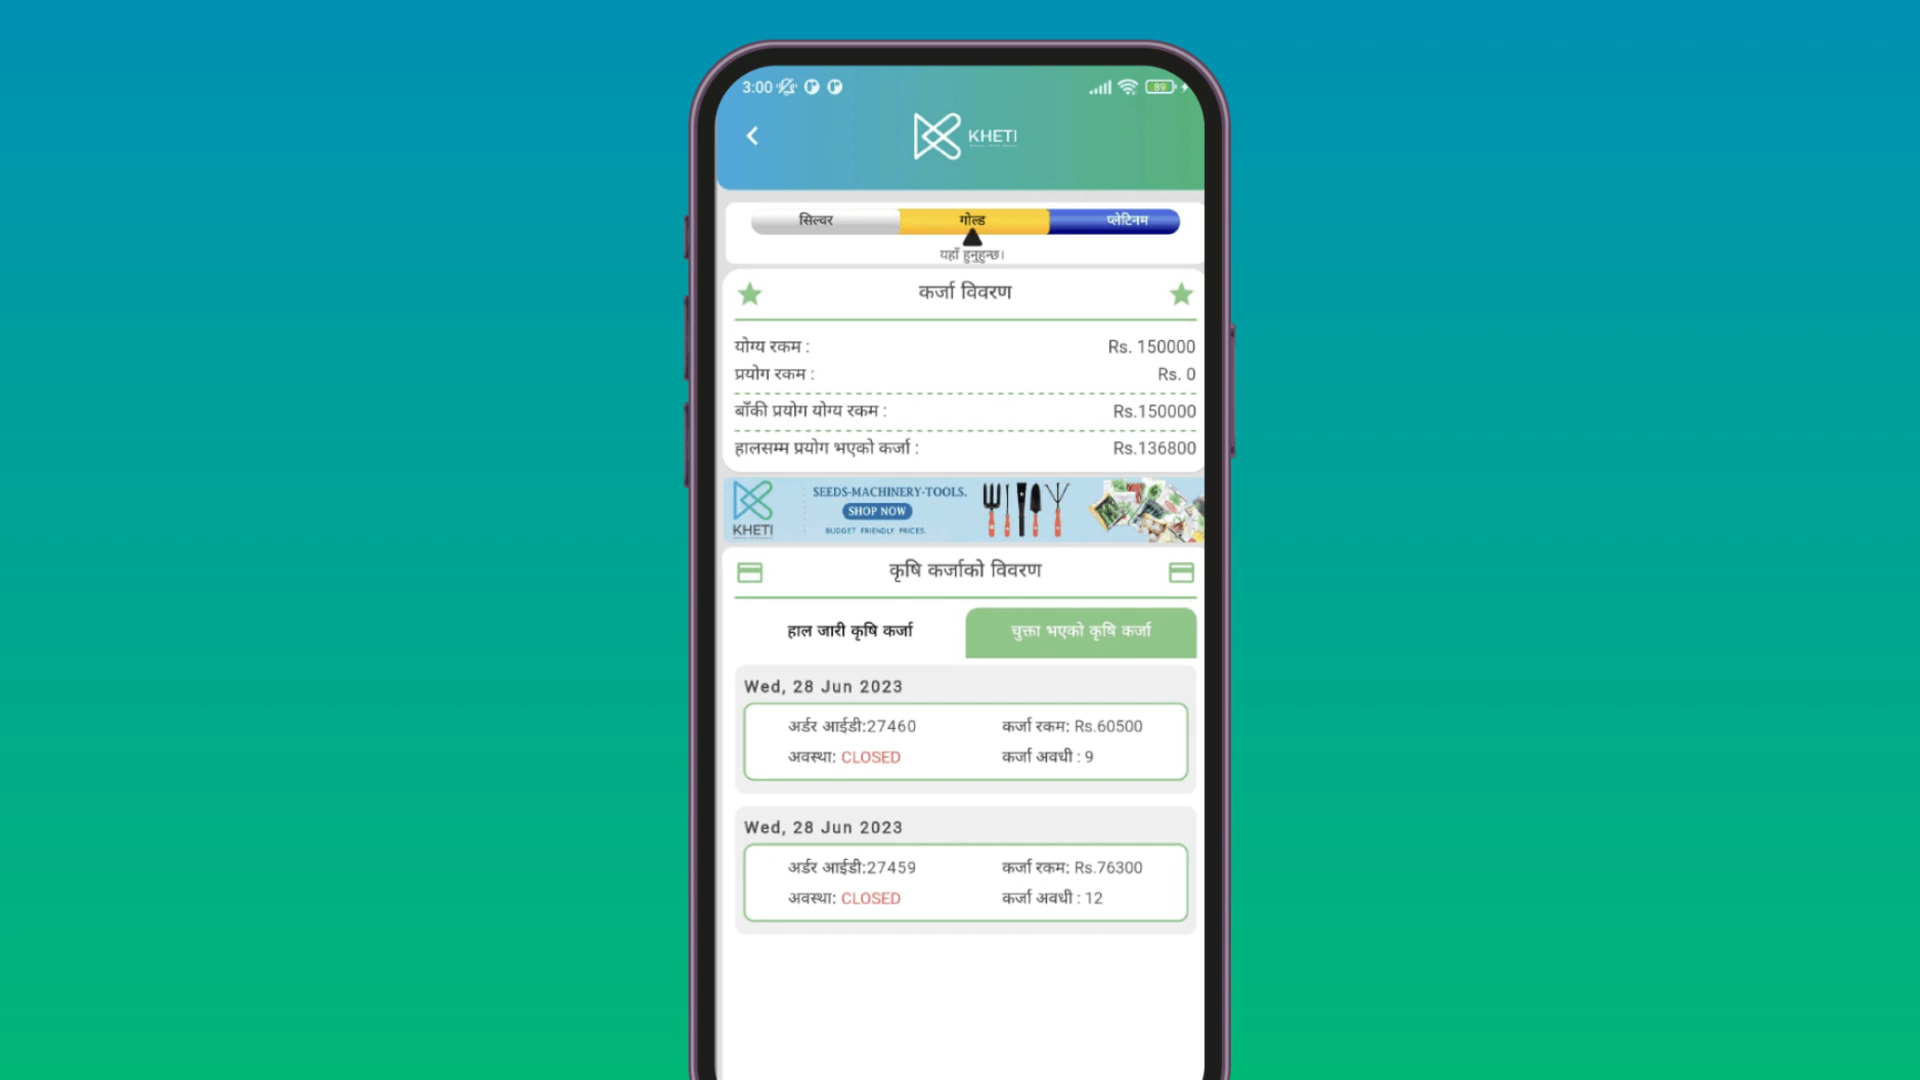 3:00
89
KHETI
सिल्वर
गोल्ड
प्लेटिनम
यहाँ हुनुहुन्छ।
कर्जा विवरण
योग्य रकम : Rs. 150000
प्रयोग रकम : Rs. 0
बाँकी प्रयोग योग्य रकम : Rs.150000
हालसम्म प्रयोग भएको कर्जा : Rs.136800
KHETI
SEEDS-MACHINERY-TOOLS.
SHOP NOW
BUDGET FRIENDLY PRICES.
कृषि कर्जाको विवरण
हाल जारी कृषि कर्जा
चुक्ता भएको कृषि कर्जा
Wed, 28 Jun 2023
अर्डर आईडी:27460 कर्जा रकम: Rs.60500
अवस्था: CLOSED कर्जा अवधी : 9
Wed, 28 Jun 2023
अर्डर आईडी:27459 कर्जा रकम: Rs.76300
अवस्था: CLOSED कर्जा अवधी : 12